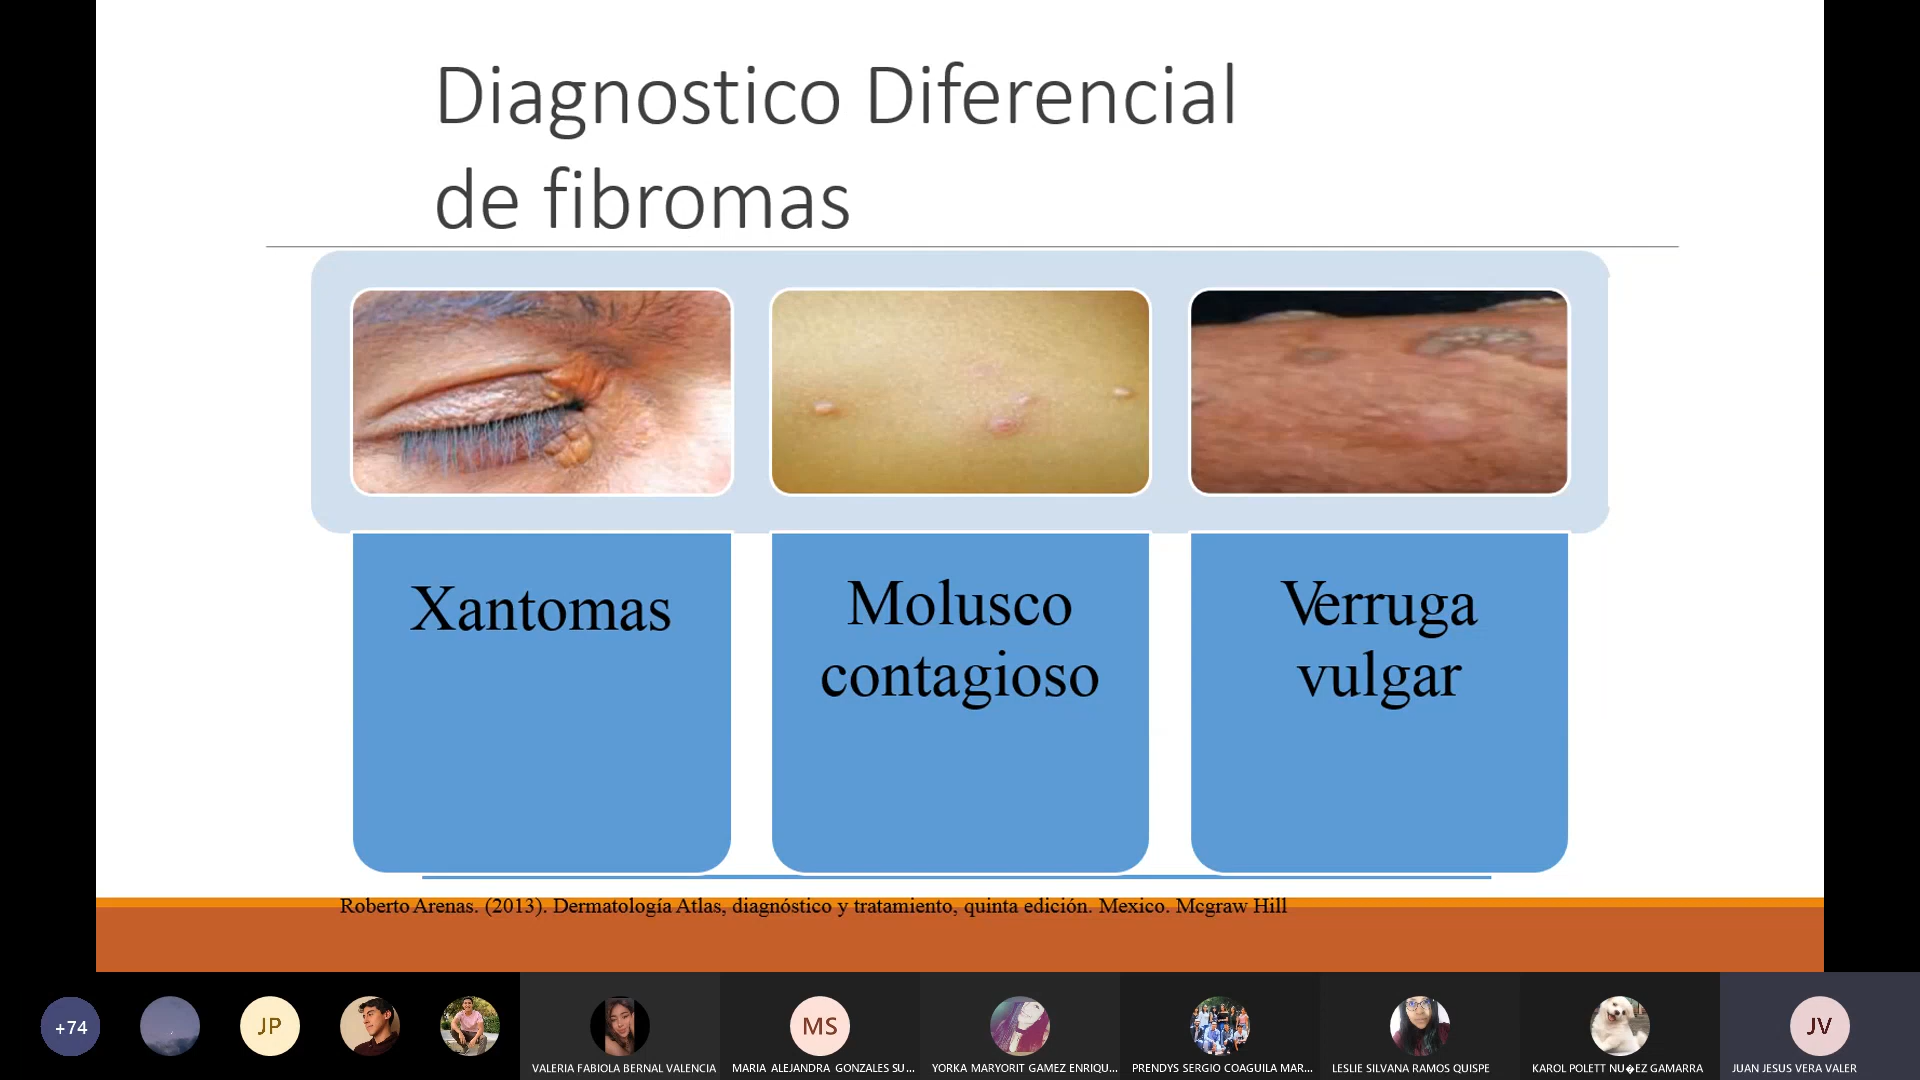 Diagnostico Diferencial
de fibromas
Xantomas
Molusco
contagioso
Verruga
vulgar
Roberto Arenas. (2013). Dermatología Atlas, diagnóstico y tratamiento, quinta edición. Mexico. Mcgraw Hill
+74
JP
VALERIA FABIOLA BERNAL VALENCIA
MS
MARIA ALEJANDRA GONZALES SU...
YORKA MARYORIT GAMEZ ENRIQU...
PRENDYS SERGIO COAGUILA MAR...
LESLIE SILVANA RAMOS QUISPE
KAROL POLETT NU�EZ GAMARRA
JV
JUAN JESUS VERA VALER